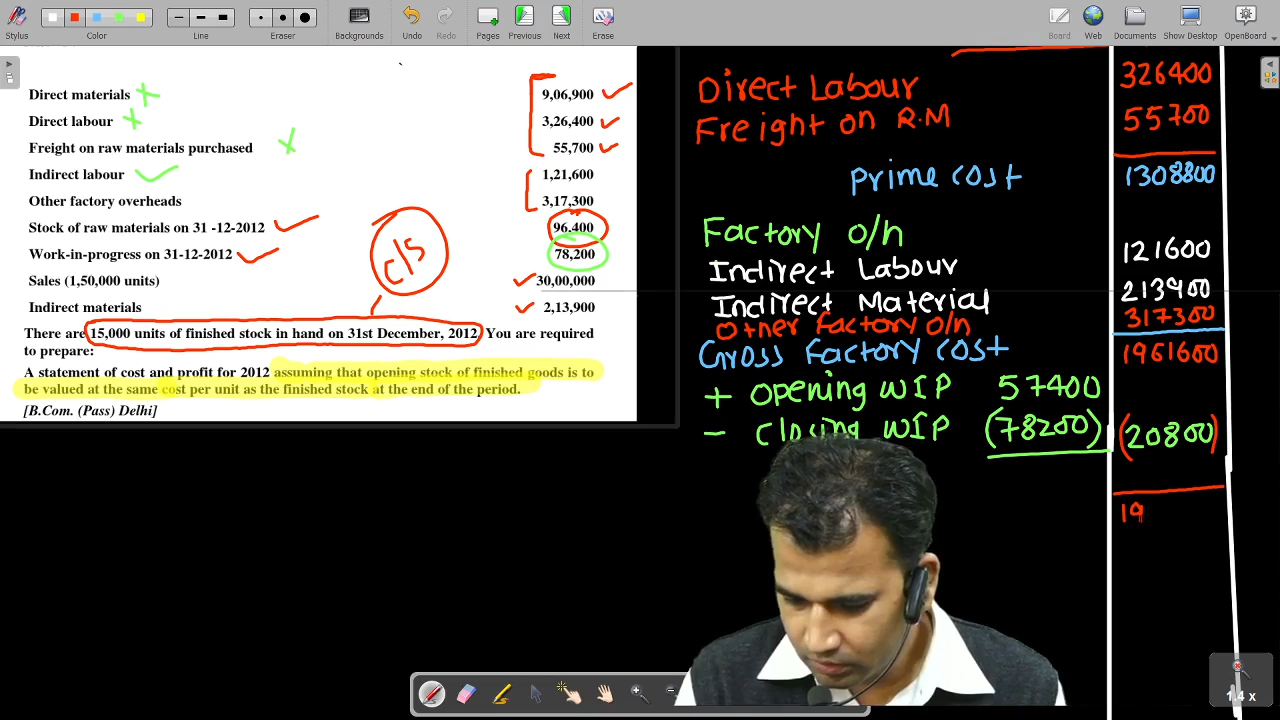 Color Line Eraser Backgrounds Undo Redo Pages Previous Next Erase Board Web Documents Show Desktop OpenBoard
Direct materials X 9,06,900
Direct labour X 3,26,400
Freight on raw materials purchased X 55,700
Indirect labour 1,21,600
Other factory overheads 3,17,300
Stock of raw materials on 31 -12-2012 96,400
Work-in-progress on 31-12-2012 78,200
C/S
Sales (1,50,000 units) 30,00,000
Indirect materials 2,13,900
There are 15,000 units of finished stock in hand on 31st December, 2012. You are required
to prepare:
A statement of cost and profit for 2012 assuming that opening stock of finished goods is to
be valued at the same cost per unit as the finished stock at the end of the period.
[B.Com. (Pass) Delhi]
Direct Labour 326400
Freight on R.M 55700
Prime cost 1308800
Factory o/h
Indirect Labour 121600
Indirect Material 213900
Other Factory o/h 317300
Gross Factory cost 1961600
+ Opening WIP 57400
- Closing WIP (78200) (20800)
19
1.4 x